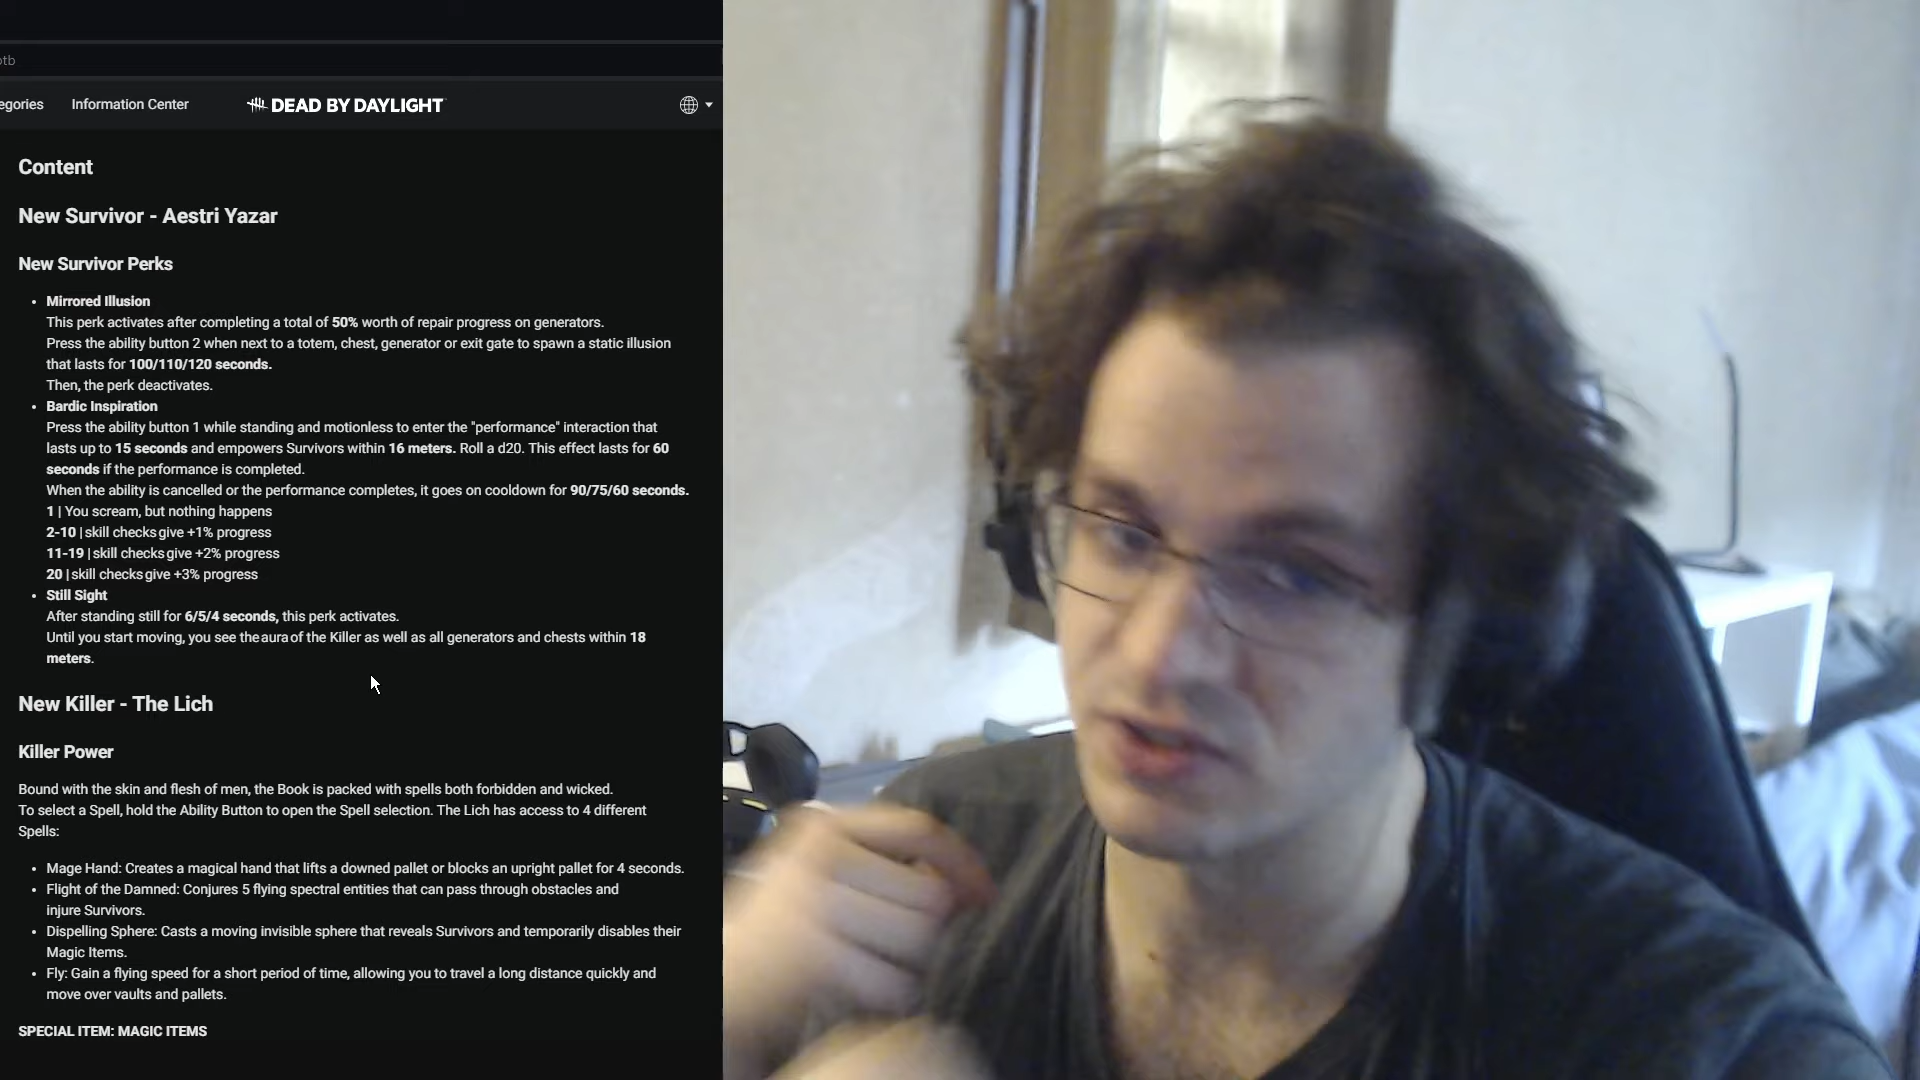 otb
egories
Information Center
DEAD BY DAYLIGHT
Content
New Survivor - Aestri Yazar
New Survivor Perks
• Mirrored Illusion
This perk activates after completing a total of 50% worth of repair progress on generators.
Press the ability button 2 when next to a totem, chest, generator or exit gate to spawn a static illusion
that lasts for 100/110/120 seconds.
Then, the perk deactivates.
• Bardic Inspiration
Press the ability button 1 while standing and motionless to enter the "performance" interaction that
lasts up to 15 seconds and empowers Survivors within 16 meters. Roll a d20. This effect lasts for 60
seconds if the performance is completed.
When the ability is cancelled or the performance completes, it goes on cooldown for 90/75/60 seconds.
1 | You scream, but nothing happens
2-10 | skill checks give +1% progress
11-19 | skill checks give +2% progress
20 | skill checks give +3% progress
• Still Sight
After standing still for 6/5/4 seconds, this perk activates.
Until you start moving, you see the aura of the Killer as well as all generators and chests within 18
meters.
New Killer - The Lich
Killer Power
Bound with the skin and flesh of men, the Book is packed with spells both forbidden and wicked.
To select a Spell, hold the Ability Button to open the Spell selection. The Lich has access to 4 different
Spells:
• Mage Hand: Creates a magical hand that lifts a downed pallet or blocks an upright pallet for 4 seconds.
• Flight of the Damned: Conjures 5 flying spectral entities that can pass through obstacles and
injure Survivors.
• Dispelling Sphere: Casts a moving invisible sphere that reveals Survivors and temporarily disables their
Magic Items.
• Fly: Gain a flying speed for a short period of time, allowing you to travel a long distance quickly and
move over vaults and pallets.
SPECIAL ITEM: MAGIC ITEMS